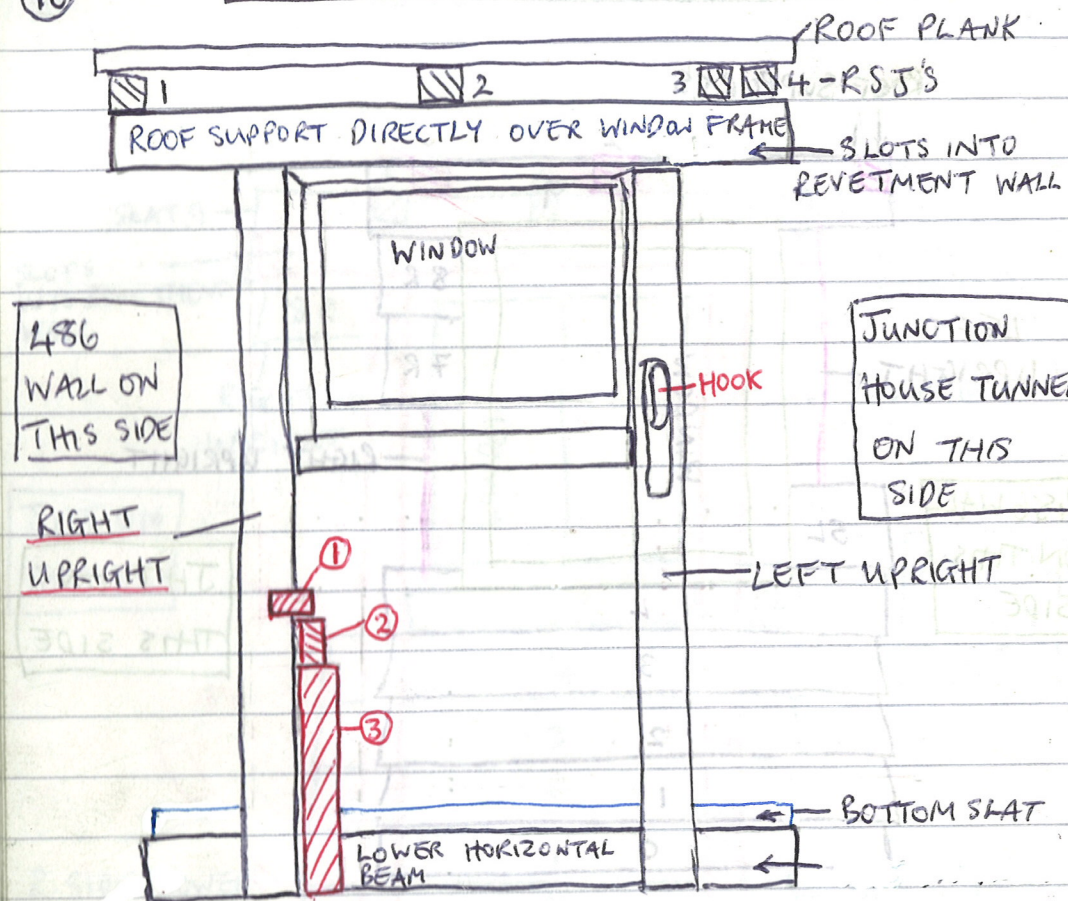 ROOF PLANK
1
2
3
4-RSJ'S
ROOF SUPPORT DIRECTLY OVER WINDOW FRAME
SLOTS INTO
REVETMENT WALL
WINDOW
486
WALL ON
THIS SIDE
JUNCTION
HOUSE TUNNE
ON THIS
SIDE
HOOK
RIGHT
UPRIGHT
①
②
LEFT UPRIGHT
③
BOTTOM SLAT
LOWER HORIZONTAL
BEAM